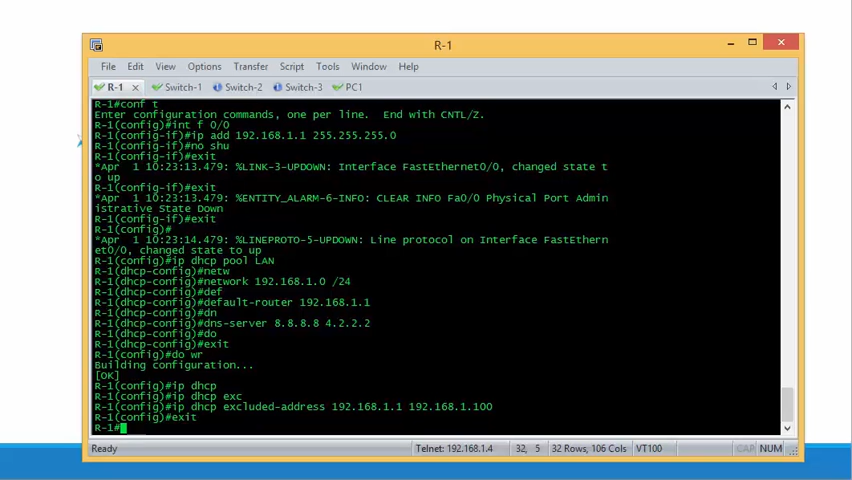 R-1
File Edit View Options Transfer Script Tools Window Help
R-1 Switch-1 Switch-2 Switch-3 PC1
R-1#conf t
Enter configuration commands, one per line. End with CNTL/Z.
R-1(config)#int f 0/0
R-1(config-if)#ip add 192.168.1.1 255.255.255.0
R-1(config-if)#no shu
R-1(config-if)#exit
*Apr 1 10:23:13.479: %LINK-3-UPDOWN: Interface FastEthernet0/0, changed state t
o up
R-1(config-if)#exit
*Apr 1 10:23:13.479: %ENTITY_ALARM-6-INFO: CLEAR INFO Fa0/0 Physical Port Admin
istrative State Down
R-1(config-if)#exit
R-1(config)#
*Apr 1 10:23:14.479: %LINEPROTO-5-UPDOWN: Line protocol on Interface FastEthern
et0/0, changed state to up
R-1(config)#ip dhcp pool LAN
R-1(dhcp-config)#netw
R-1(dhcp-config)#network 192.168.1.0 /24
R-1(dhcp-config)#def
R-1(dhcp-config)#default-router 192.168.1.1
R-1(dhcp-config)#dn
R-1(dhcp-config)#dns-server 8.8.8.8 4.2.2.2
R-1(dhcp-config)#do
R-1(dhcp-config)#exit
R-1(config)#do wr
Building configuration...
[OK]
R-1(config)#ip dhcp
R-1(config)#ip dhcp exc
R-1(config)#ip dhcp excluded-address 192.168.1.1 192.168.1.100
R-1(config)#exit
R-1#
Ready Telnet: 192.168.1.4 32, 5 32 Rows, 106 Cols VT100 CAP NUM